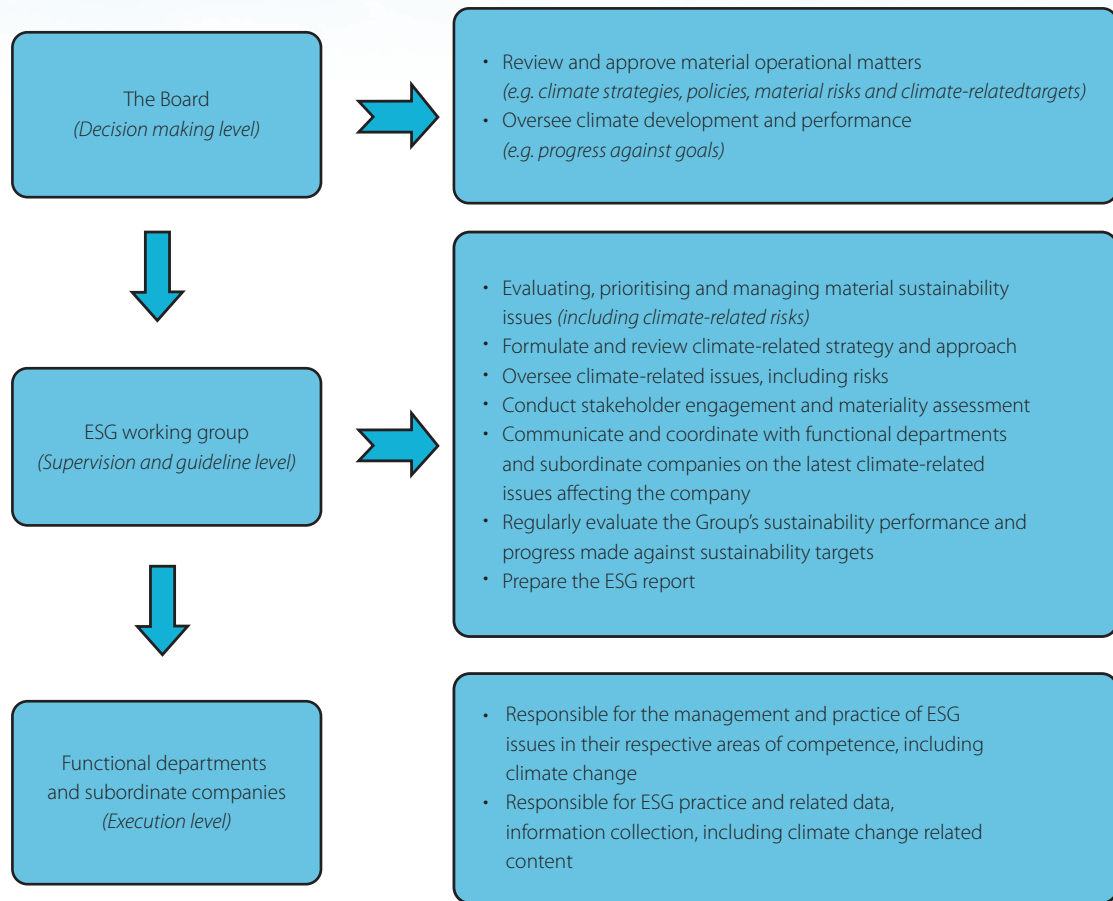 The Board
(Decision making level)
• Review and approve material operational matters
(e.g. climate strategies, policies, material risks and climate-relatedtargets)
• Oversee climate development and performance
(e.g. progress against goals)
ESG working group
(Supervision and guideline level)
• Evaluating, prioritising and managing material sustainability
issues (including climate-related risks)
• Formulate and review climate-related strategy and approach
• Oversee climate-related issues, including risks
• Conduct stakeholder engagement and materiality assessment
• Communicate and coordinate with functional departments
and subordinate companies on the latest climate-related
issues affecting the company
• Regularly evaluate the Group's sustainability performance and
progress made against sustainability targets
• Prepare the ESG report
Functional departments
and subordinate companies
(Execution level)
• Responsible for the management and practice of ESG
issues in their respective areas of competence, including
climate change
• Responsible for ESG practice and related data,
information collection, including climate change related
content